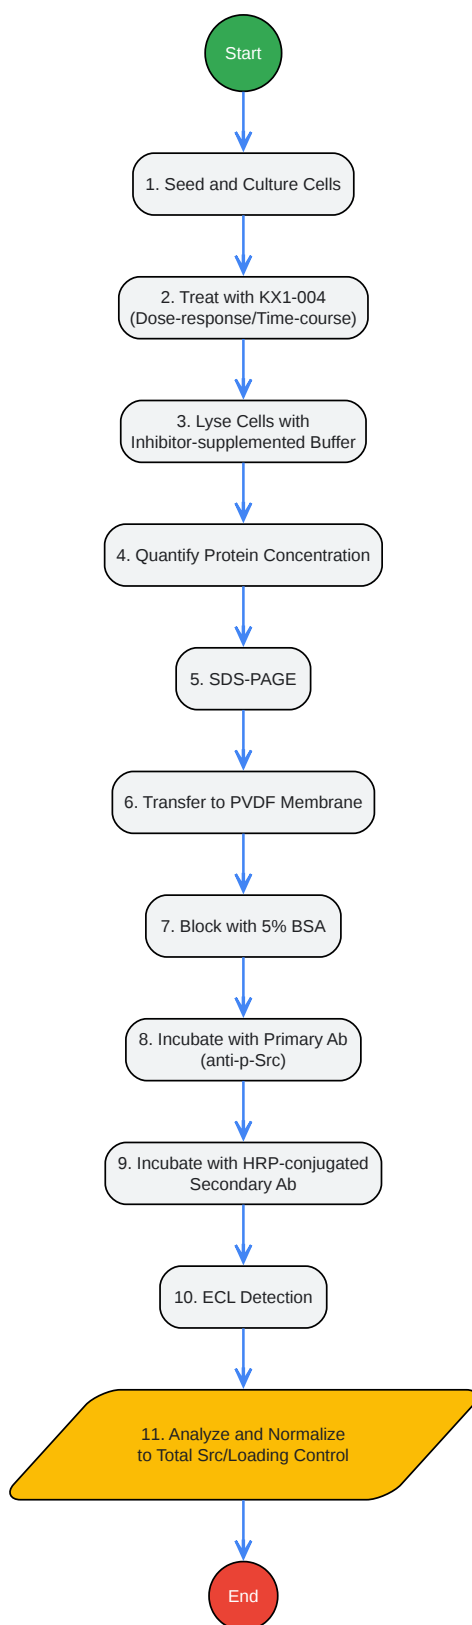 Start
1. Seed and Culture Cells
2. Treat with KX1-004
(Dose-response/Time-course)
3. Lyse Cells with
Inhibitor-supplemented Buffer
4. Quantify Protein Concentration
5. SDS-PAGE
6. Transfer to PVDF Membrane
7. Block with 5% BSA
8. Incubate with Primary Ab
(anti-p-Src)
9. Incubate with HRP-conjugated
Secondary Ab
10. ECL Detection
11. Analyze and Normalize
to Total Src/Loading Control
End